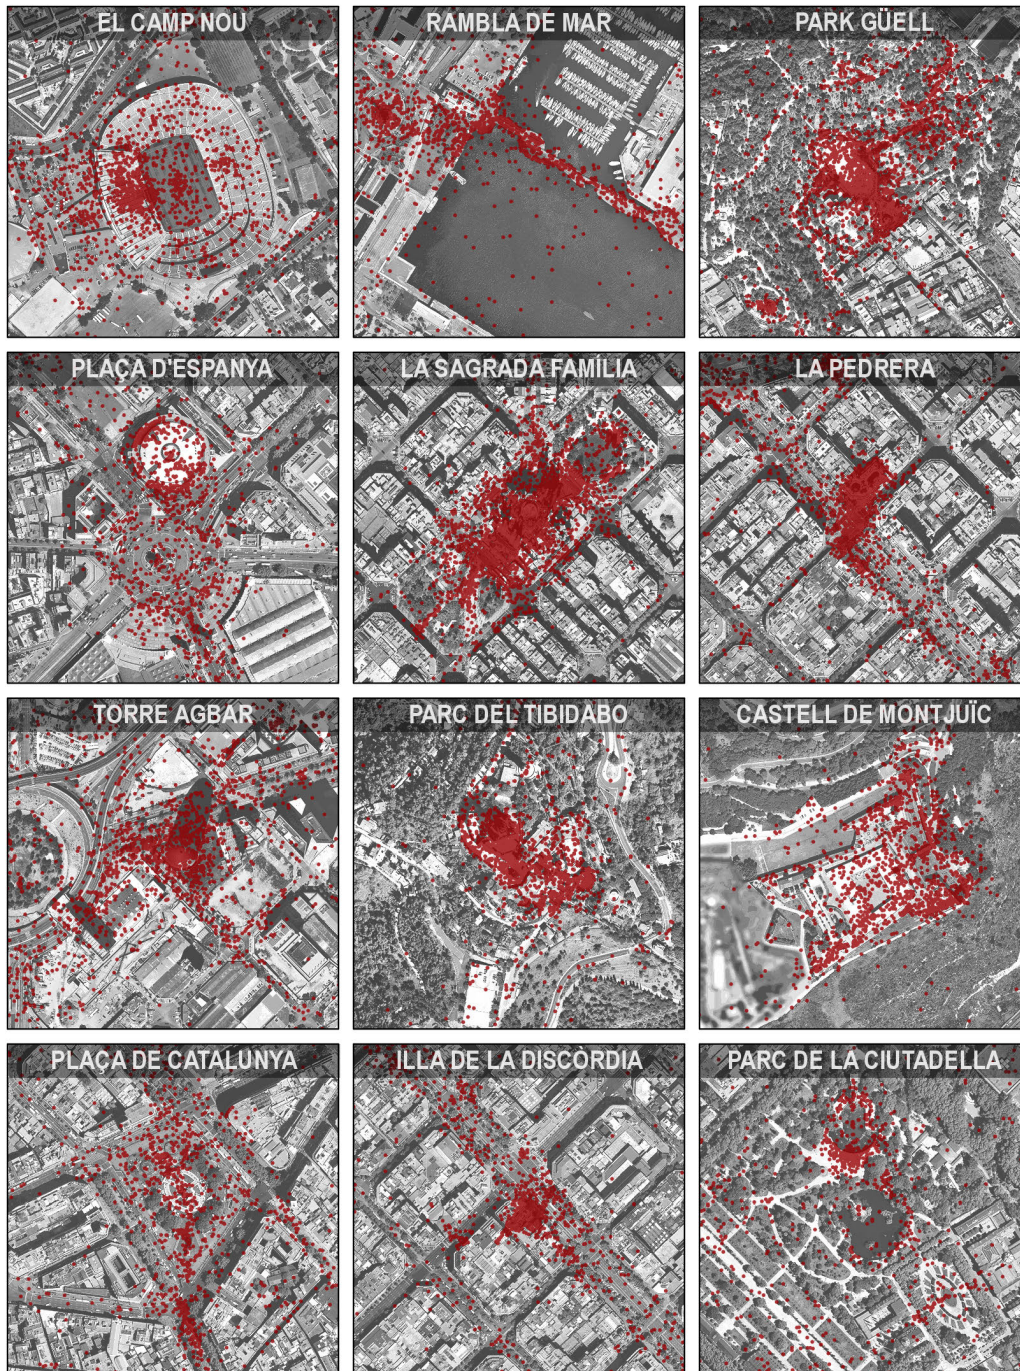 EL CAMP NOU
RAMBLA DE MAR
PARK GÜELL
PLAÇA D'ESPANYA
LA SAGRADA FAMÍLIA
LA PEDRERA
TORRE AGBAR
PARC DEL TIBIDABO
CASTELL DE MONTJUÏC
PLAÇA DE CATALUNYA
ILLA DE LA DISCÒRDIA
PARC DE LA CIUTADELLA